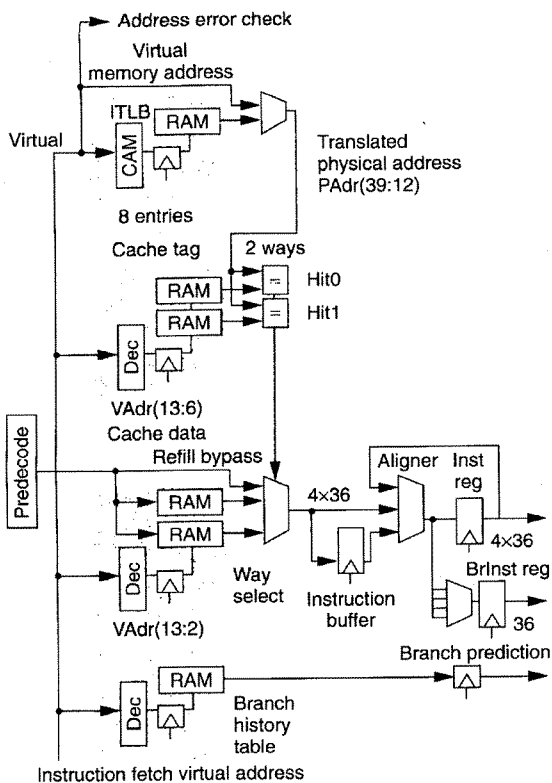 Address error check
Virtual
memory address
ITLB
RAM
Virtual
CAM
Translated
physical address
PAdr(39:12)
8 entries
Cache tag
2 ways
RAM
=
Hit0
RAM
=
Hit1
Dec
VAdr(13:6)
Cache data
Refill bypass
Predecode
RAM
RAM
4×36
Aligner
Inst
reg
4×36
Dec
Way
select
Instruction
buffer
BrInst reg
36
VAdr(13:2)
Branch prediction
RAM
Dec
Branch
history
table
Instruction fetch virtual address